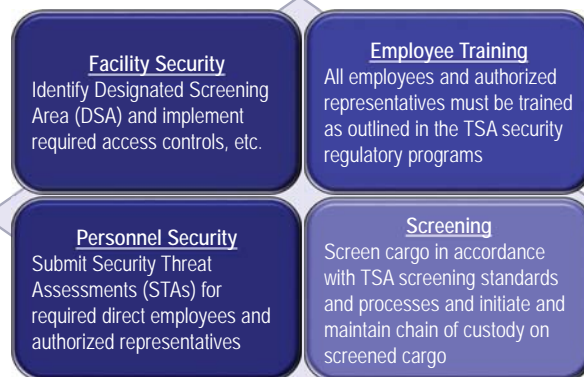 Facility Security
Identify Designated Screening
Area (DSA) and implement
required access controls, etc.
Employee Training
All employees and authorized
representatives must be trained
as outlined in the TSA security
regulatory programs
Personnel Security
Submit Security Threat
Assessments (STAs) for
required direct employees and
authorized representatives
Screening
Screen cargo in accordance
with TSA screening standards
and processes and initiate and
maintain chain of custody on
screened cargo